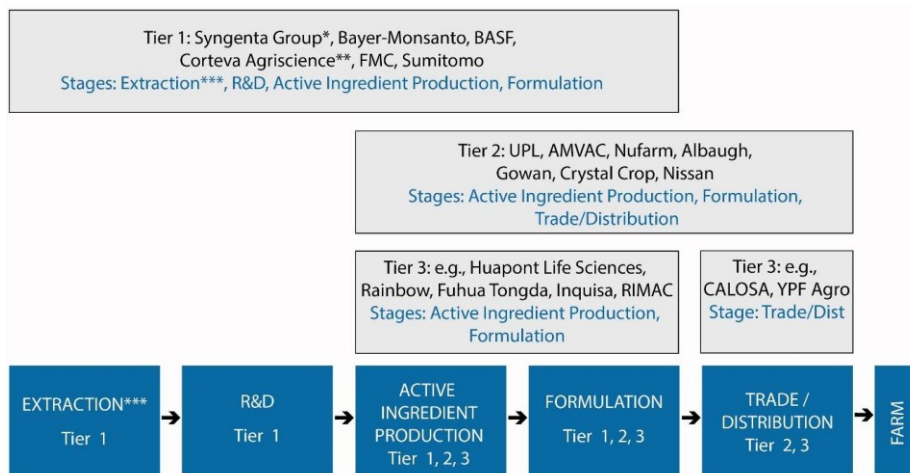 Tier 1: Syngenta Group*, Bayer-Monsanto, BASF,
Corteva Agriscience**, FMC, Sumitomo
Stages: Extraction***, R&D, Active Ingredient Production, Formulation
Tier 2: UPL, AMVAC, Nufarm, Albaugh,
Gowan, Crystal Crop, Nissan
Stages: Active Ingredient Production, Formulation,
Trade/Distribution
Tier 3: e.g., Huapont Life Sciences,
Rainbow, Fuhua Tongda, Inquisa, RIMAC
Stages: Active Ingredient Production,
Formulation
Tier 3: e.g.,
CALOSA, YPF Agro
Stage: Trade/Dist
EXTRACTION***
Tier 1
R&D
Tier 1
ACTIVE
INGREDIENT
PRODUCTION
Tier 1, 2, 3
FORMULATION
Tier 1, 2, 3
TRADE /
DISTRIBUTION
Tier 2, 3
FARM